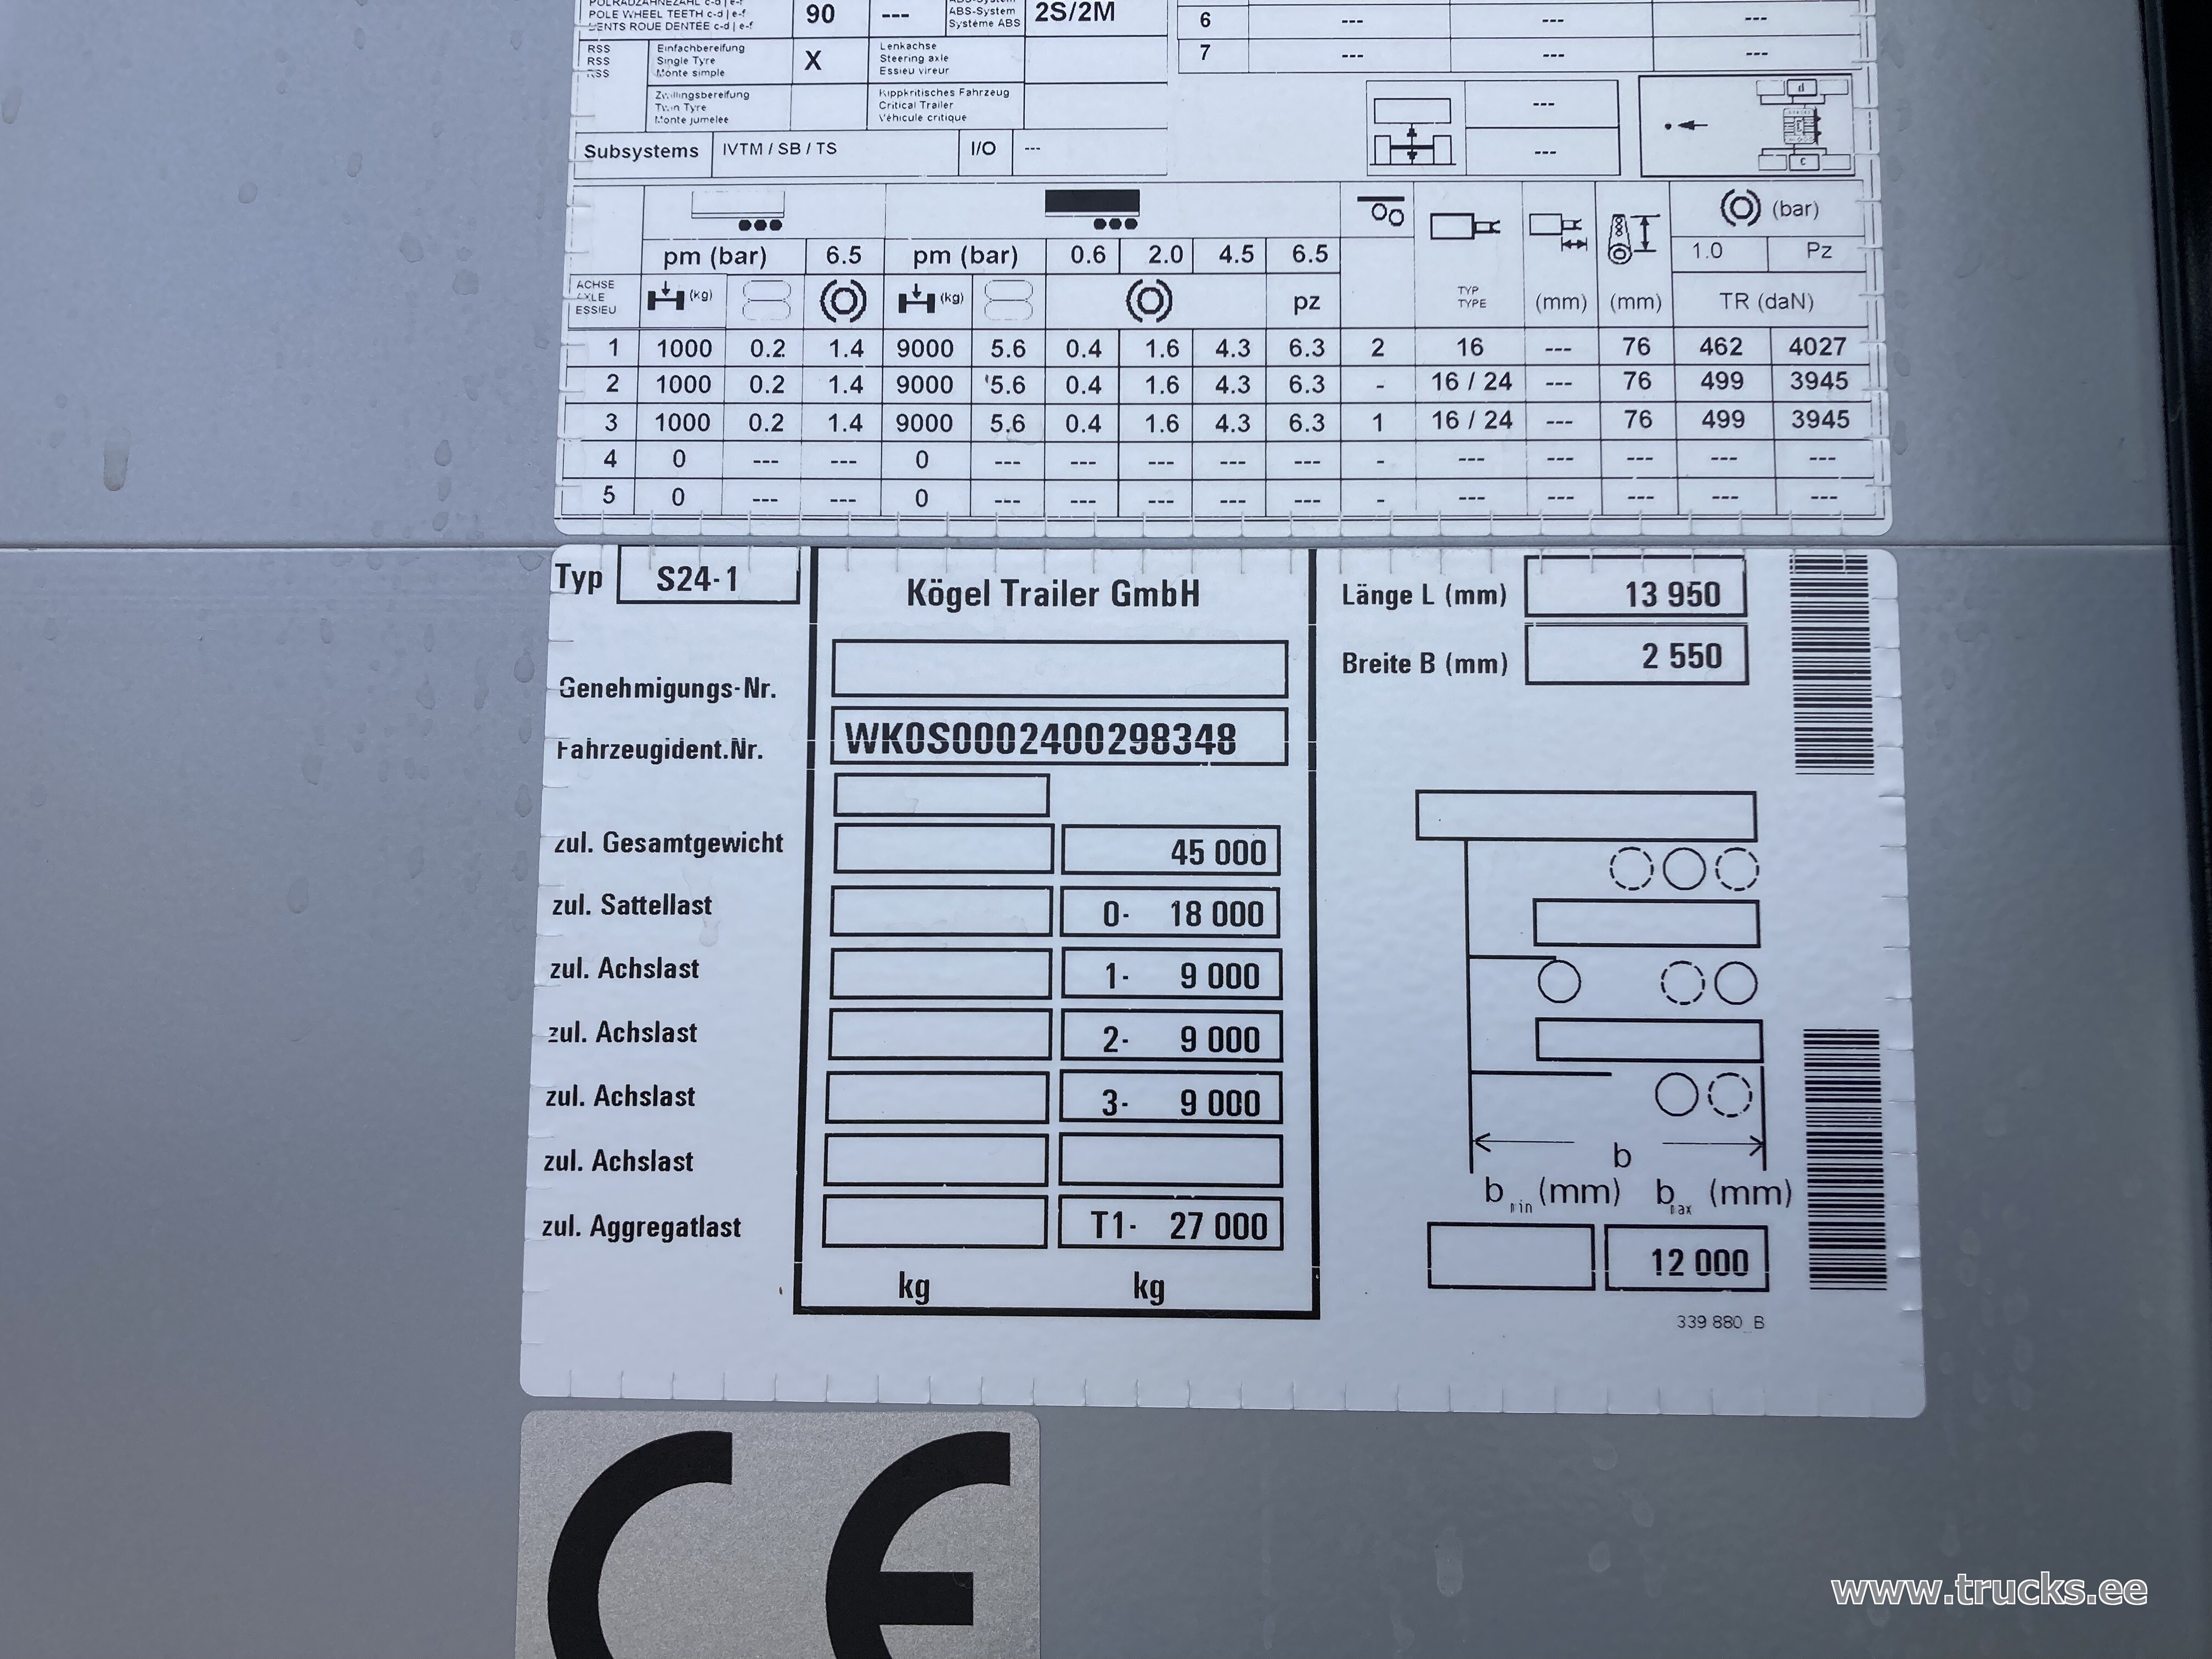 POLE WHEEL TEETH c-d | e-f 90 --- ABS-System 2S/2M
ENTS ROUE DENTEE c-d | e-f Système ABS
6 --- --- ---
7 --- --- ---
RSS Einfachbereifung X Lenkachse
RSS Single Tyre Steering axle
RSS Monte simple Essieu vireur
Zwillingsbereifung Kippkritisches Fahrzeug
Twin Tyre Critical Trailer
Monte jumelée Véhicule critique
---
---
d
c
Subsystems IVTM / SB / TS I/O ---
(bar)
pm (bar) 6.5 pm (bar) 0.6 2.0 4.5 6.5 1.0 Pz
ACHSE
AXLE (kg) (kg) pz TYP (mm) (mm) TR (daN)
ESSIEU TYPE
1 1000 0.2 1.4 9000 5.6 0.4 1.6 4.3 6.3 2 16 --- 76 462 4027
2 1000 0.2 1.4 9000 5.6 0.4 1.6 4.3 6.3 - 16 / 24 --- 76 499 3945
3 1000 0.2 1.4 9000 5.6 0.4 1.6 4.3 6.3 1 16 / 24 --- 76 499 3945
4 0 --- --- 0 --- --- --- --- --- - --- --- --- --- ---
5 0 --- --- 0 --- --- --- --- --- - --- --- --- --- ---
Typ S24-1 Kögel Trailer GmbH Länge L (mm) 13 950
Breite B (mm) 2 550
Genehmigungs-Nr.
Fahrzeugident.Nr. WK0S0002400298348
zul. Gesamtgewicht 45 000
zul. Sattellast 0- 18 000
zul. Achslast 1- 9 000
zul. Achslast 2- 9 000
zul. Achslast 3- 9 000
zul. Achslast
b
b min (mm) b max (mm)
zul. Aggregatlast T1- 27 000
12 000
kg kg
339 880_B
CE
www.trucks.ee